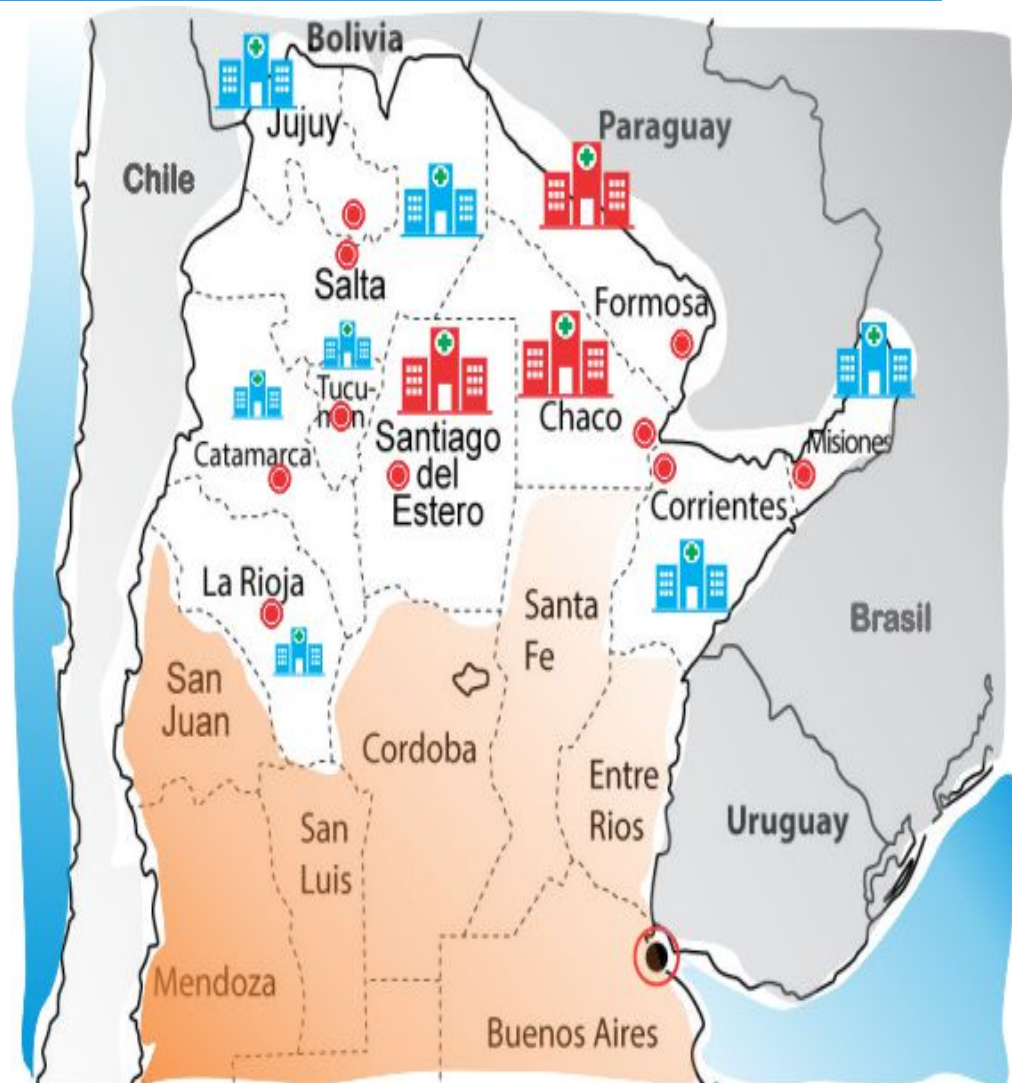 Bolivia
Jujuy
Paraguay
Chile
Salta
Formosa
Tucu-
mán
Chaco
Santiago
del
Estero
Misiones
Catamarca
Corrientes
La Rioja
Santa
Fe
Brasil
San
Juan
Cordoba
Entre
Rios
Uruguay
San
Luis
Mendoza
Buenos Aires